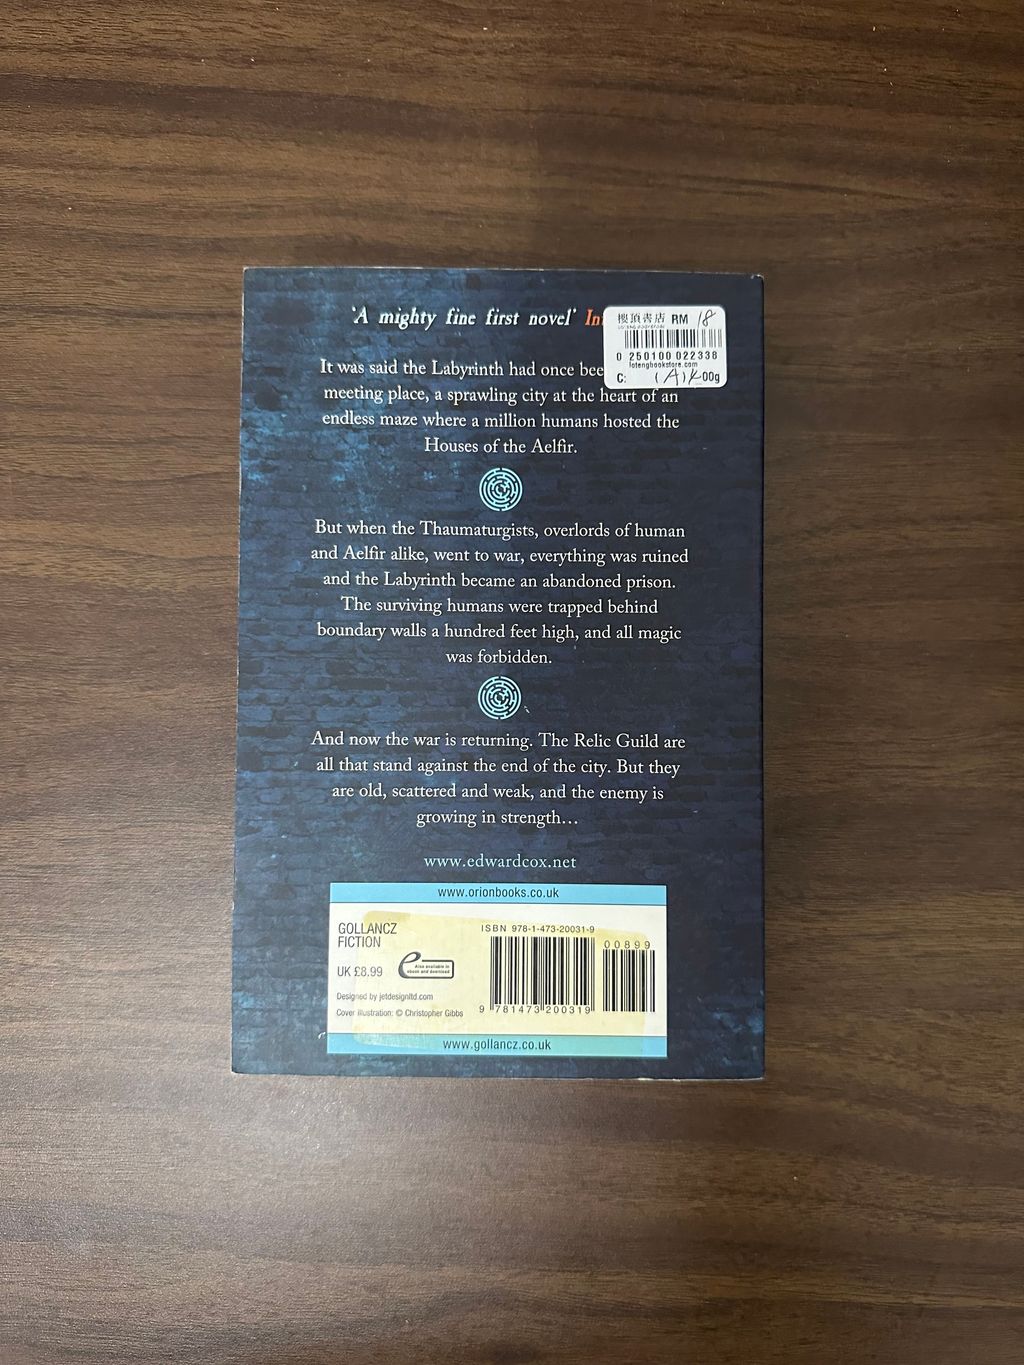 'A mighty fine first novel'
樓頂書店 RM 18
0 250100 022338
lotengbookstore.com
C: (A) 00g
It was said the Labyrinth had once
meeting place, a sprawling city at the heart of an
endless maze where a million humans hosted the
Houses of the Aelfir.
But when the Thaumaturgists, overlords of human
and Aelfir alike, went to war, everything was ruined
and the Labyrinth became an abandoned prison.
The surviving humans were trapped behind
boundary walls a hundred feet high, and all magic
was forbidden.
And now the war is returning. The Relic Guild are
all that stand against the end of the city. But they
are old, scattered and weak, and the enemy is
growing in strength...
www.edwardcox.net
www.orionbooks.co.uk
GOLLANCZ
FICTION
UK £8.99
Also available in
ebook and download
Designed by jetdesignltd.com
Cover illustration: © Christopher Gibbs
ISBN 978-1-473-20031-9
00899
9 781473 200319
www.gollancz.co.uk